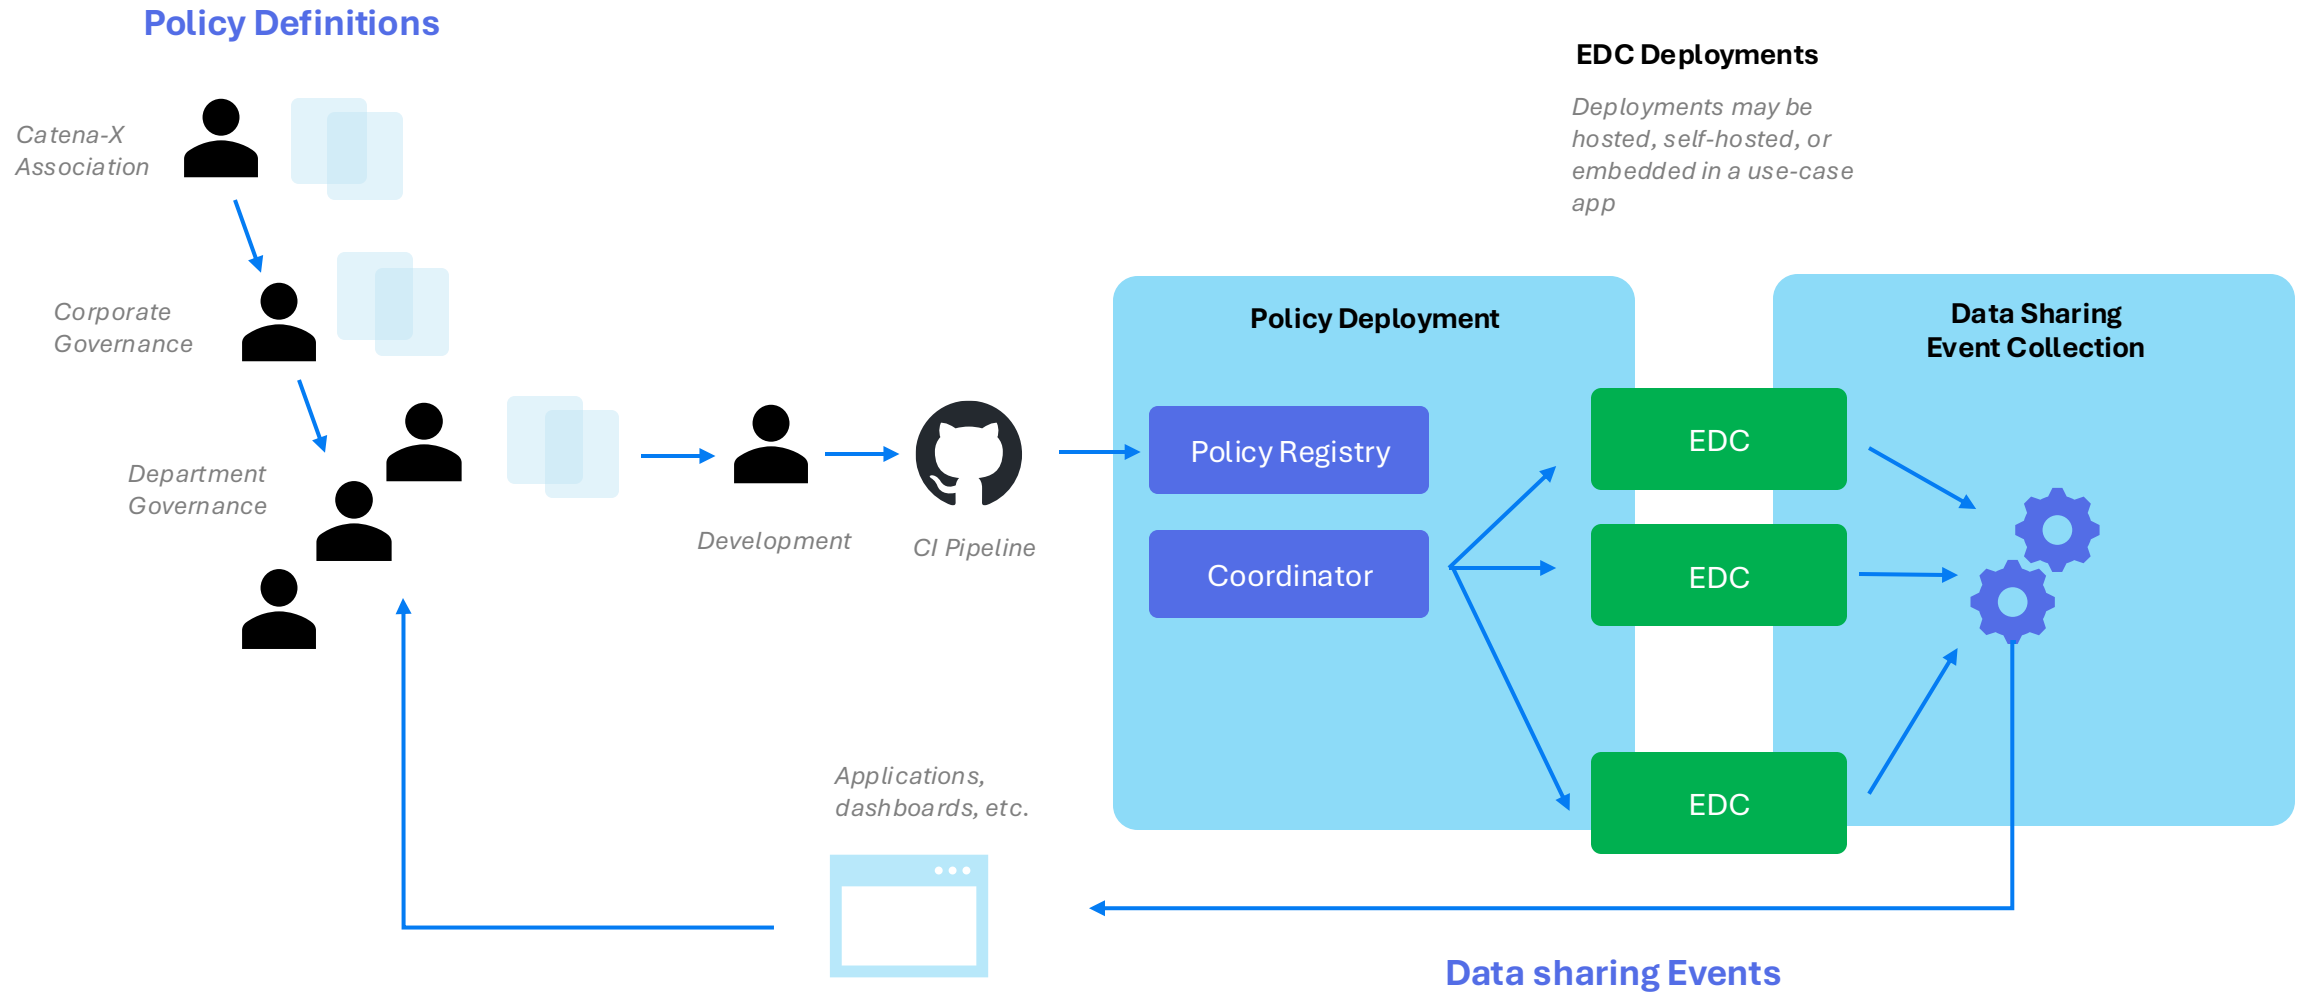 Policy Definitions
EDC Deployments
Deployments may be
hosted, self-hosted, or
embedded in a use-case
app
Catena-X
Association
Corporate
Governance
Department
Governance
Development
CI Pipeline
Policy Deployment
Policy Registry
Coordinator
EDC
EDC
EDC
Data Sharing
Event Collection
Applications,
dashboards, etc.
Data sharing Events